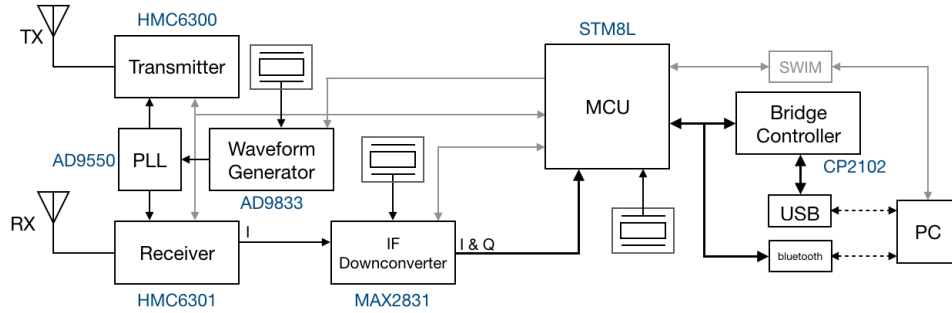 HMC6300
TX
Transmitter
STM8L
MCU
SWIM
Bridge
Controller
CP2102
AD9550
PLL
Waveform
Generator
AD9833
RX
Receiver
I
HMC6301
IF
Downconverter
I & Q
MAX2831
USB
bluetooth
PC